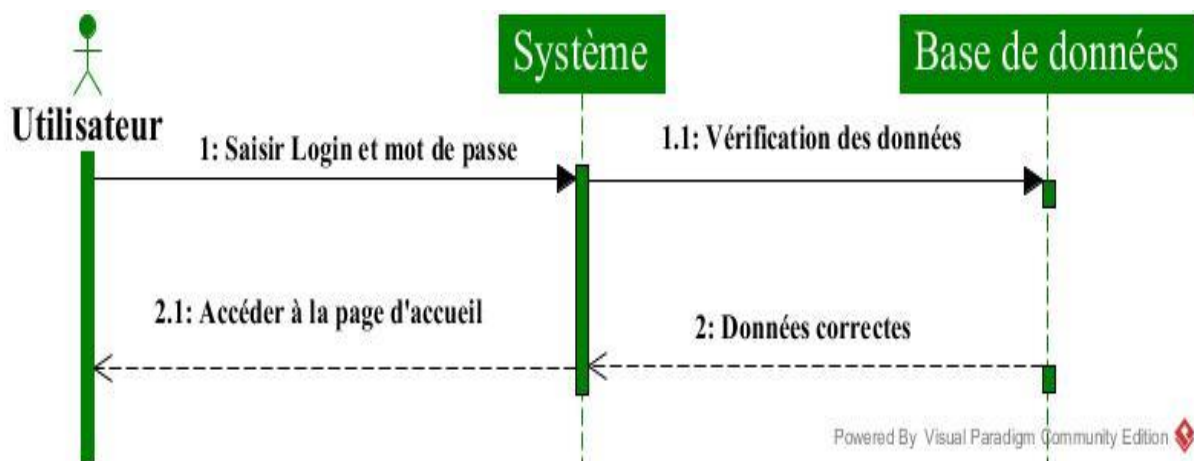 Système
Base de données
Utilisateur
1: Saisir Login et mot de passe
1.1: Vérification des données
2.1: Accéder à la page d'accueil
2: Données correctes
Powered By Visual Paradigm Community Edition